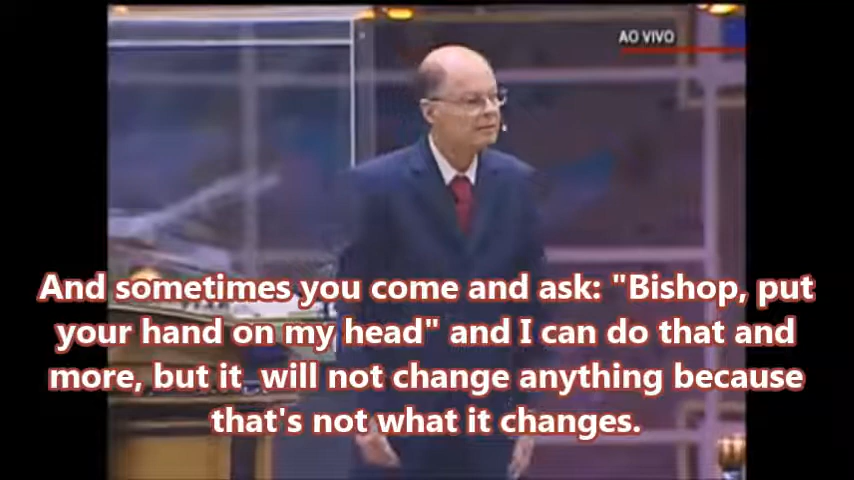 AO VIVO
And sometimes you come and ask: "Bishop, put
your hand on my head" and I can do that and
more, but it  will not change anything because
that's not what it changes.